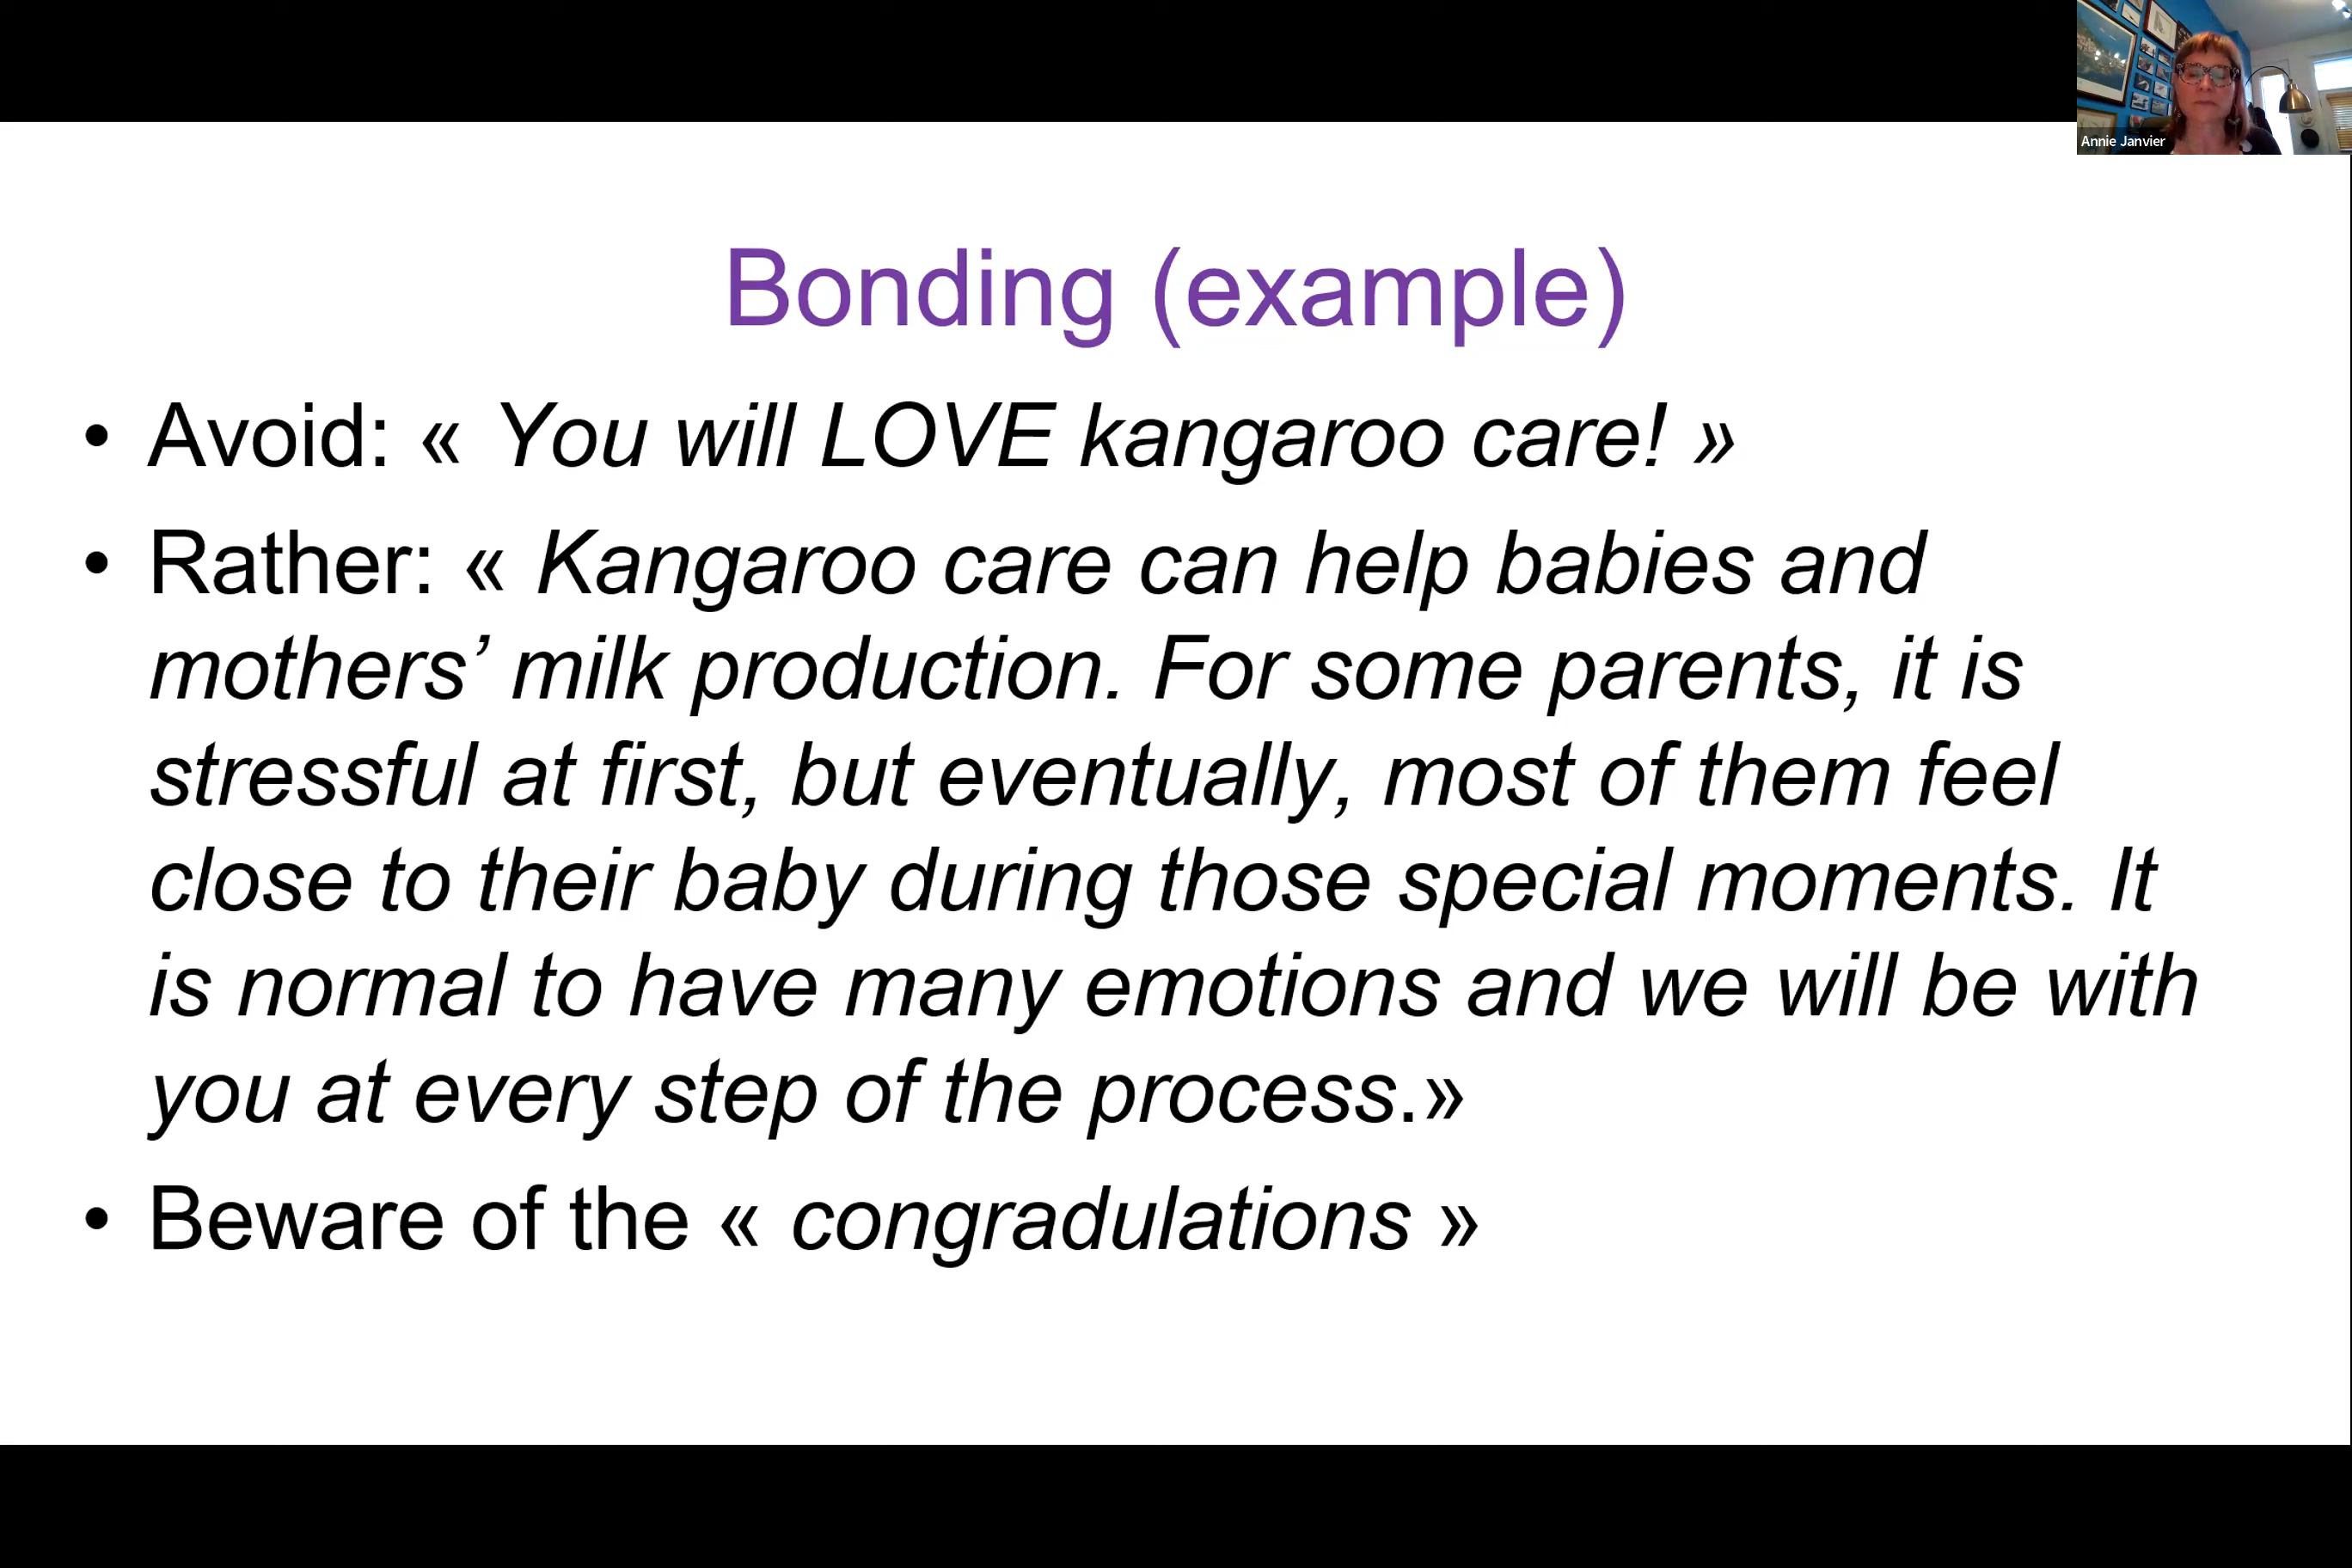 Annie Janvier
Bonding (example)
• Avoid: « You will LOVE kangaroo care! »
• Rather: « Kangaroo care can help babies and
mothers’ milk production. For some parents, it is
stressful at first, but eventually, most of them feel
close to their baby during those special moments. It
is normal to have many emotions and we will be with
you at every step of the process.»
• Beware of the « congradulations »